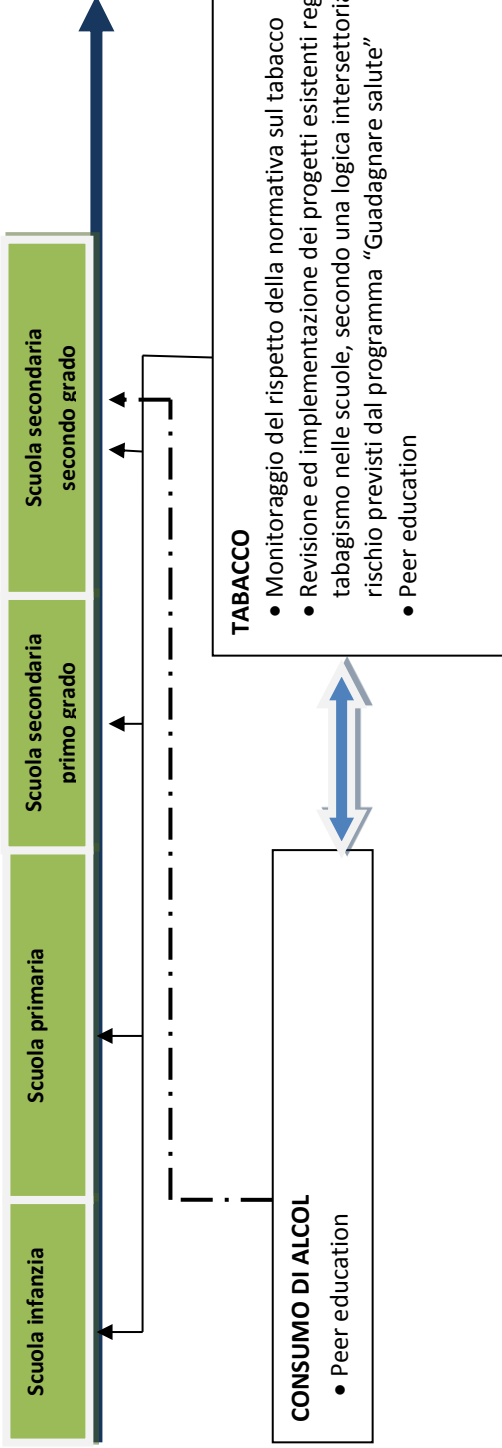 Scuola infanzia
Scuola primaria
Scuola secondaria
primo grado
Scuola secondaria
secondo grado
CONSUMO DI ALCOL
• Peer education
TABACCO
• Monitoraggio del rispetto della normativa sul tabacco
• Revisione ed implementazione dei progetti esistenti
tabagismo nelle scuole, secondo una logica
rischio previsti dal programma “Guadagnare salute”
• Peer education